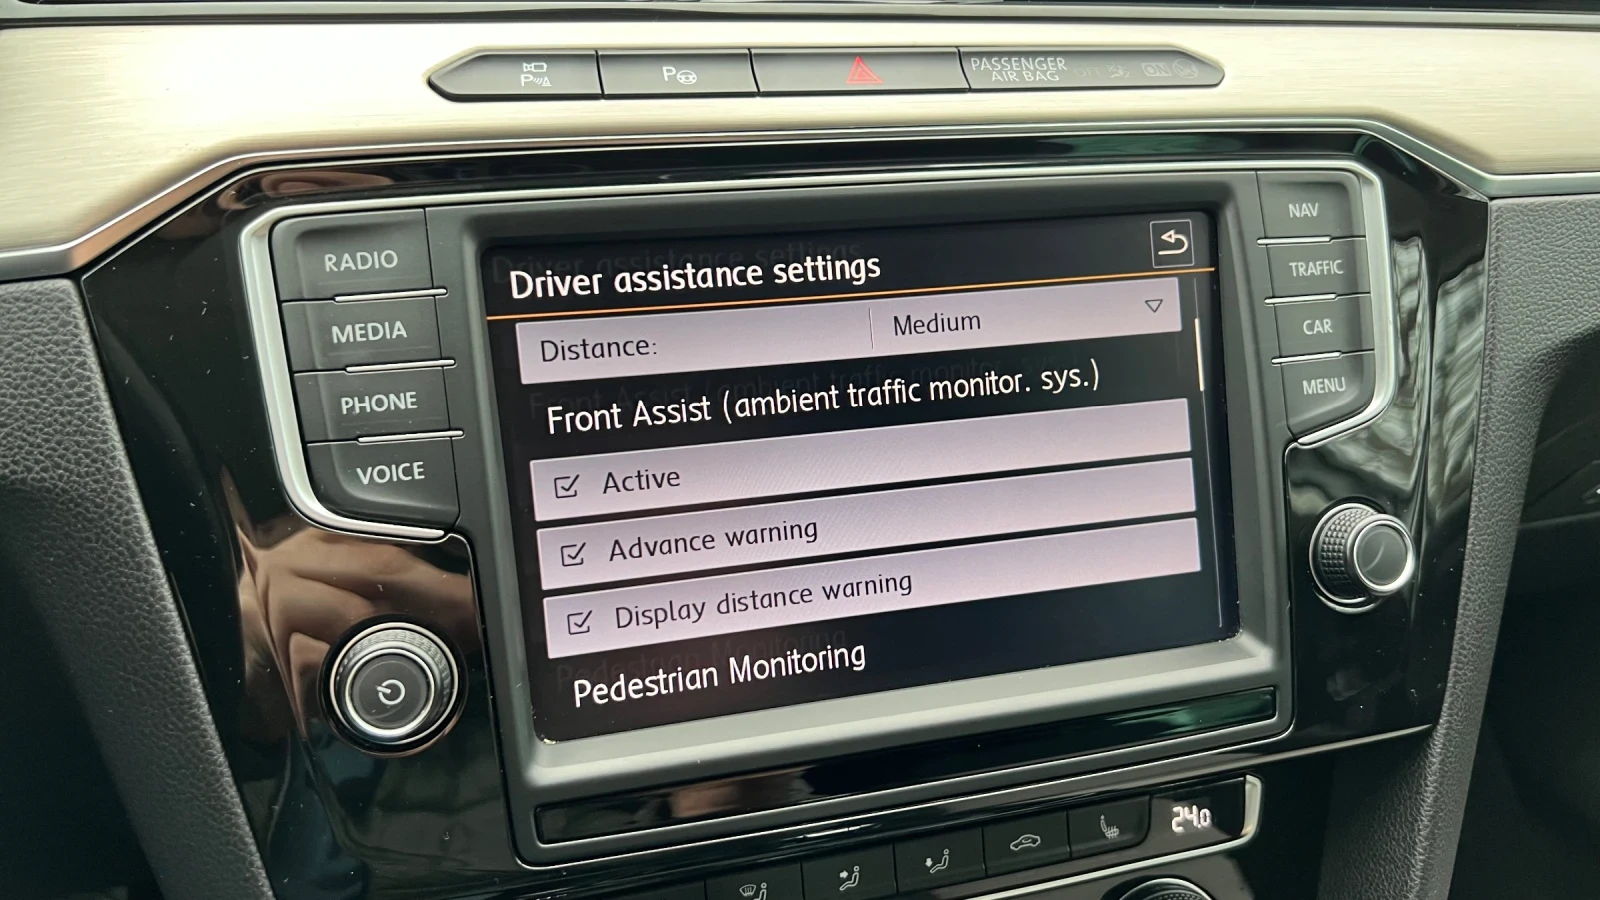 P
P
PASSENGER
AIR BAG OFF ON
RADIO
MEDIA
PHONE
VOICE
Driver assistance settings
Distance: Medium
Front Assist (ambient traffic monitor. sys.)
Active
Advance warning
Display distance warning
Pedestrian Monitoring
NAV
TRAFFIC
CAR
MENU
24.0